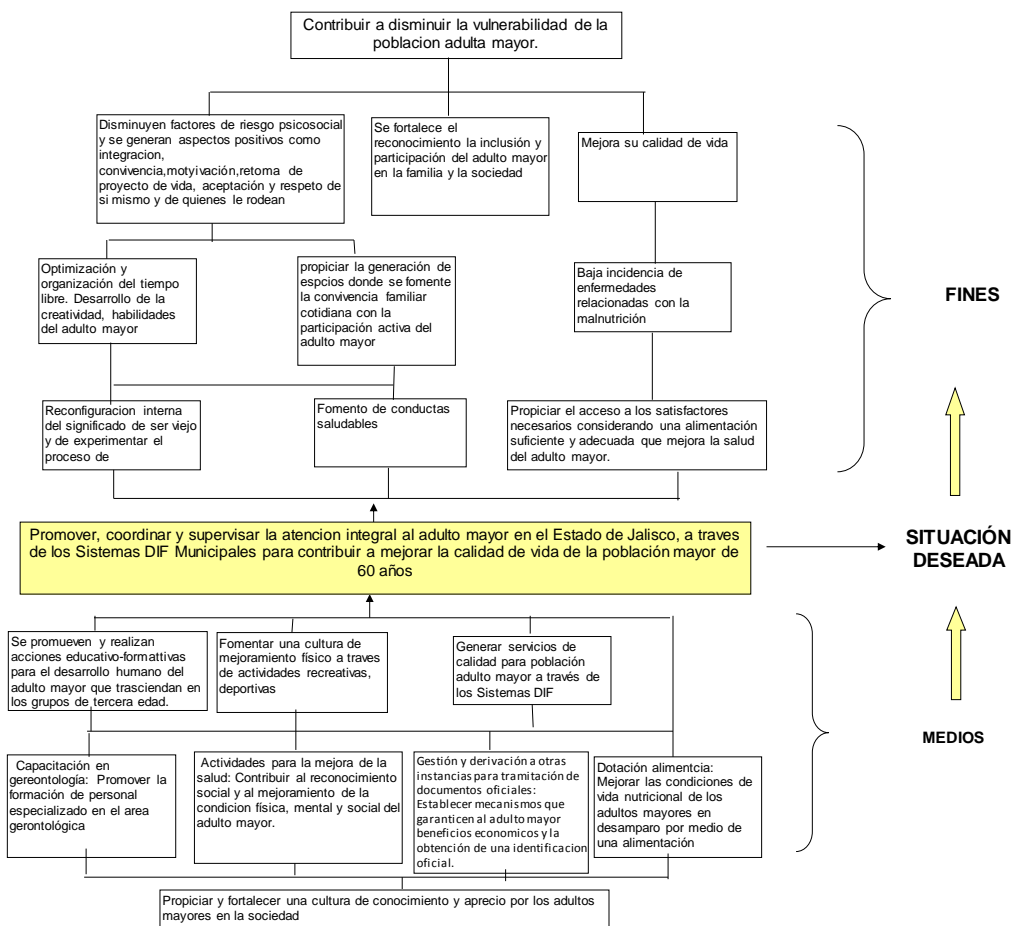 Contribuir a disminuir la vulnerabilidad de la
poblacion adulta mayor.
Disminuyen factores de riesgo psicosocial
y se generan aspectos positivos como
integracion,
convivencia,motyivación,retoma de
proyecto de vida, aceptación y respeto de
si mismo y de quienes le rodean
Se fortalece el
reconocimiento la inclusión y
participación del adulto mayor
en la familia y la sociedad
Mejora su calidad de vida
Optimización y
organización del tiempo
libre. Desarrollo de la
creatividad, habilidades
del adulto mayor
propiciar la generación de
espcios donde se fomente
la convivencia familiar
cotidiana con la
participación activa del
adulto mayor
Baja incidencia de
enfermedades
relacionadas con la
malnutrición
FINES
Reconfiguracion interna
del significado de ser viejo
y de experimentar el
proceso de
Fomento de conductas
saludables
Propiciar el acceso a los satisfactores
necesarios considerando una alimentación
suficiente y adecuada que mejora la salud
del adulto mayor.
Promover, coordinar y supervisar la atencion integral al adulto mayor en el Estado de Jalisco, a traves
de los Sistemas DIF Municipales para contribuir a mejorar la calidad de vida de la población mayor de
60 años
SITUACIÓN
DESEADA
Se promueven y realizan
acciones educativo-formattivas
para el desarrollo humano del
adulto mayor que trasciendan en
los grupos de tercera edad.
Fomentar una cultura de
mejoramiento físico a traves
de actividades recreativas,
deportivas
Generar servicios de
calidad para población
adulto mayor a través de
los Sistemas DIF
MEDIOS
Capacitación en
gereontología: Promover la
formación de personal
especializado en el area
gerontológica
Actividades para la mejora de la
salud: Contribuir al reconocimiento
social y al mejoramiento de la
condicion física, mental y social del
adulto mayor.
Gestión y derivación a otras
instancias para tramitación de
documentos oficiales:
Establecer mecanismos que
garanticen al adulto mayor
beneficios economicos y la
obtención de una identificacion
oficial.
Dotación alimentcia:
Mejorar las condiciones de
vida nutricional de los
adultos mayores en
desamparo por medio de
una alimentación
Propiciar y fortalecer una cultura de conocimiento y aprecio por los adultos
mayores en la sociedad